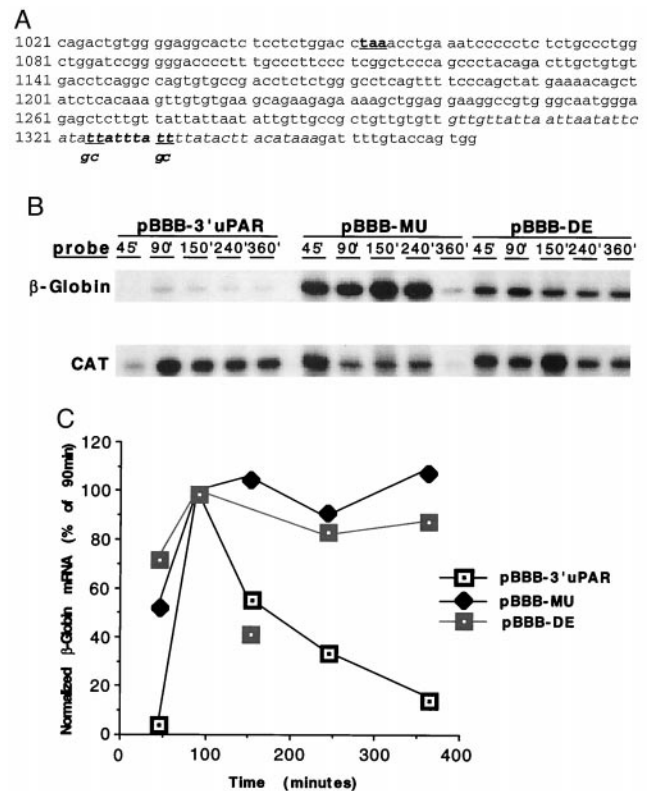 A
1021 cagactgtgg ggaggcactc tcctctggacc ctaaacctga aatccccctc tctgccctgg
1081 ctggatccgg gggacccctt tgcccttccc tcggctccca gccctacaga cttgctgtgt
1141 gacctcaggc cagtgtgccg acctctctgg gcctcagttt tcccagctat gaaaacagct
1201 atctcacaaa gttgtgtgaa gcagaagaga aaagctggag gaaggccgtg ggcaatggga
1261 gagctcttgt tattattaat attgttgccg ctgttgtgtt gttgttatta attaatattc
1321 atattattta ttttatactt acataaagat tttgtaccag tgg
gc gc
B
pBBB-3'uPAR pBBB-MU pBBB-DE
probe 45' 90' 150' 240' 360' 45' 90' 150' 240' 360' 45' 90' 150' 240' 360'
β-Globin
CAT
C
Normalized β-Globin mRNA (% of 90min)
120
100
80
60
40
20
0
0 100 200 300 400
Time (minutes)
pBBB-3'uPAR
pBBB-MU
pBBB-DE